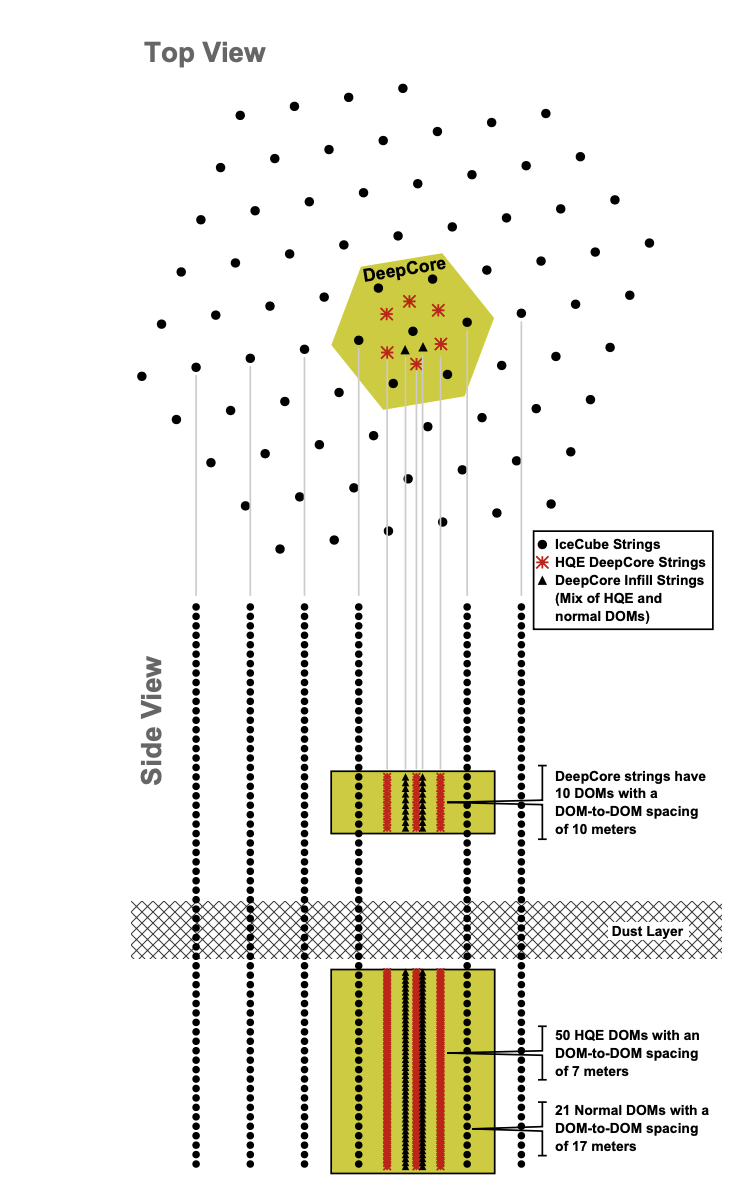 Top View
DeepCore
IceCube Strings
HQE DeepCore Strings
DeepCore Infill Strings
(Mix of HQE and
normal DOMs)
Side View
DeepCore strings have
10 DOMs with a
DOM-to-DOM spacing
of 10 meters
Dust Layer
50 HQE DOMs with an
DOM-to-DOM spacing
of 7 meters
21 Normal DOMs with a
DOM-to-DOM spacing
of 17 meters